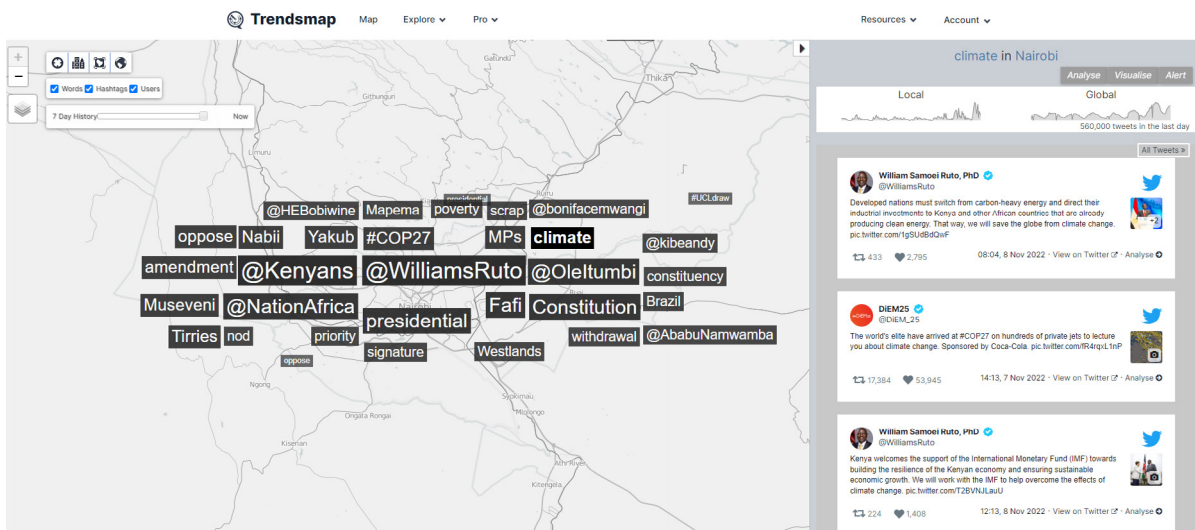 Trendsmap
Map
Explore
Pro
Resources
Account
+
−
Words
Hashtags
Users
7 Day History
Now
Gatundu
Thika
Githunguri
Limuru
Ruiru
presidential
#UCLdraw
@HEBobiwine
Mapema
poverty
scrap
@bonifacemwangi
oppose
Nabii
Yakub
#COP27
MPs
climate
@kibeandy
amendment
@Kenyans
@WilliamsRuto
@OleItumbi
constituency
Museveni
@NationAfrica
Nairobi
Fafi
Constitution
Brazil
presidential
Tirries
nod
priority
withdrawal
@AbabuNamwamba
signature
Westlands
oppose
Ngong
Syokimau
Mlolongo
Ongata Rongai
Kiserian
Athi River
Kitengela
climate in Nairobi
Analyse
Visualise
Alert
Local
Global
560,000 tweets in the last day
All Tweets »
William Samoei Ruto, PhD
@WilliamsRuto
Developed nations must switch from carbon-heavy energy and direct their
industrial investments to Kenya and other African countries that are already
producing clean energy. That way, we will save the globe from climate change.
pic.twitter.com/1gSUdBdQwF
+2
433
2,795
08:04, 8 Nov 2022 · View on Twitter · Analyse
DiEM25
@DiEM_25
The world's elite have arrived at #COP27 on hundreds of private jets to lecture
you about climate change. Sponsored by Coca-Cola. pic.twitter.com/fR4rqxL1nP
17,384
53,945
14:13, 7 Nov 2022 · View on Twitter · Analyse
William Samoei Ruto, PhD
@WilliamsRuto
Kenya welcomes the support of the International Monetary Fund (IMF) towards
building the resilience of the Kenyan economy and ensuring sustainable
economic growth. We will work with the IMF to help overcome the effects of
climate change. pic.twitter.com/T2BVNJLauU
224
1,408
12:13, 8 Nov 2022 · View on Twitter · Analyse